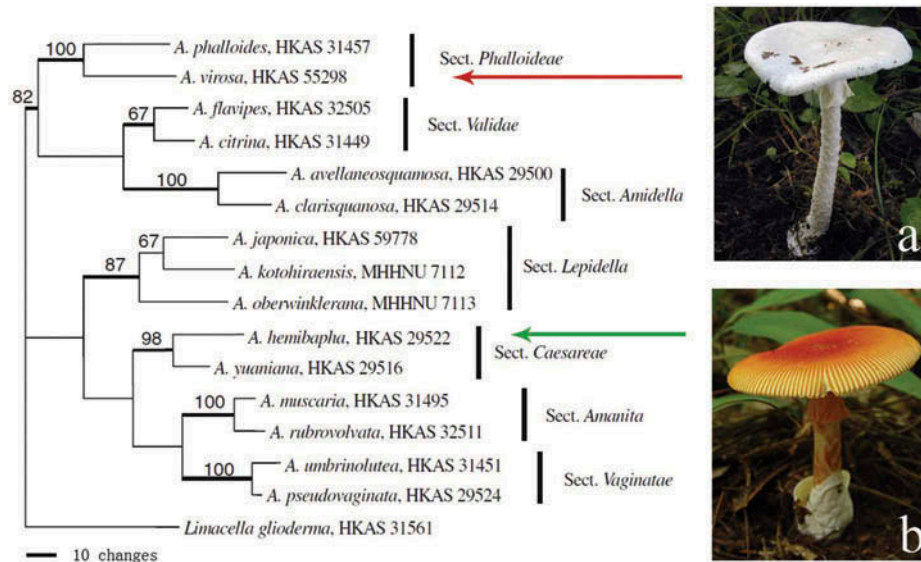 100
A. phalloides, HKAS 31457
Sect. Phalloideae
A. virosa, HKAS 55298
82
67
A. flavipes, HKAS 32505
Sect. Validae
A. citrina, HKAS 31449
100
A. avellaneosquamosa, HKAS 29500
Sect. Amidella
A. clarisquanosa, HKAS 29514
a
67
A. japonica, HKAS 59778
87
A. kotohiraensis, MHHNU 7112
Sect. Lepidella
A. oberwinklerana, MHHNU 7113
98
A. hemibapha, HKAS 29522
Sect. Caesareae
A. yuaniana, HKAS 29516
100
A. muscaria, HKAS 31495
Sect. Amanita
A. rubrovolvata, HKAS 32511
100
A. umbrinolutea, HKAS 31451
Sect. Vaginatae
A. pseudovaginata, HKAS 29524
Limacella glioderma, HKAS 31561
10 changes
b